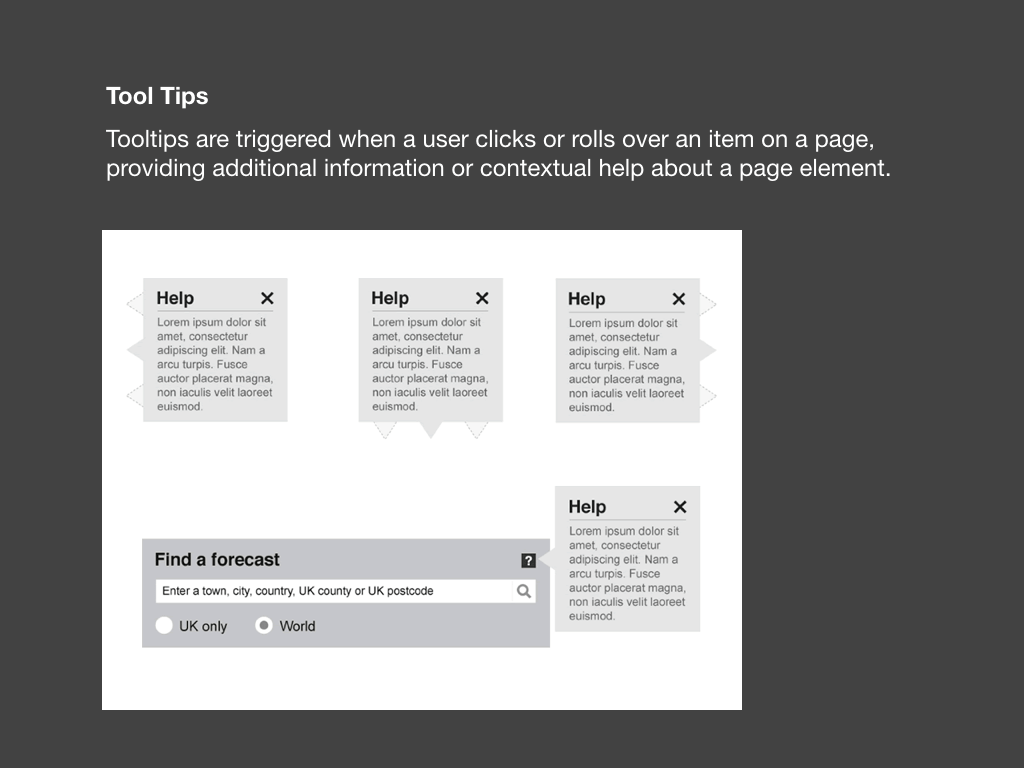 Tool Tips
Tooltips are triggered when a user clicks or rolls over an item on a page,
providing additional information or contextual help about a page element.
Help ✕
Lorem ipsum dolor sit
amet, consectetur
adipiscing elit. Nam a
arcu turpis. Fusce
auctor placerat magna,
non iaculis velit laoreet
euismod.
Help ✕
Lorem ipsum dolor sit
amet, consectetur
adipiscing elit. Nam a
arcu turpis. Fusce
auctor placerat magna,
non iaculis velit laoreet
euismod.
Help ✕
Lorem ipsum dolor sit
amet, consectetur
adipiscing elit. Nam a
arcu turpis. Fusce
auctor placerat magna,
non iaculis velit laoreet
euismod.
Find a forecast ?
Enter a town, city, country, UK county or UK postcode
UK only World
Help ✕
Lorem ipsum dolor sit
amet, consectetur
adipiscing elit. Nam a
arcu turpis. Fusce
auctor placerat magna,
non iaculis velit laoreet
euismod.